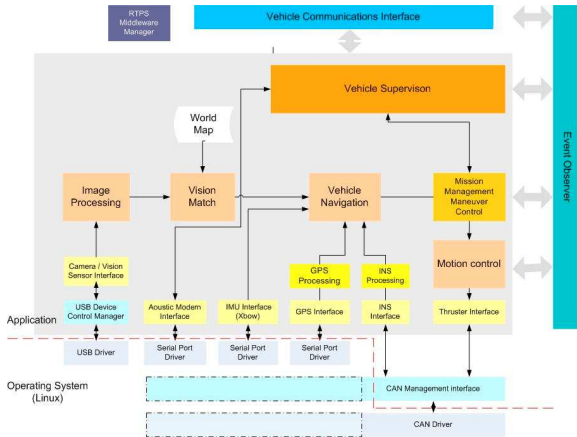 RTPS
Middleware
Manager
Vehicle Communications Interface
Vehicle Supervison
World
Map
Image
Processing
Vision
Match
Vehicle
Navigation
Mission
Management
Maneuver
Control
Event Observer
Camera / Vision
Sensor Interface
GPS
Processing
INS
Processing
Motion control
USB Device
Control Manager
Aoustic Modem
Interface
IMU Interface
(Xbow)
GPS Interface
INS
Interface
Thruster Interface
Application
USB Driver
Serial Port
Driver
Serial Port
Driver
Serial Port
Driver
Operating System
(Linux)
CAN Management interface
CAN Driver